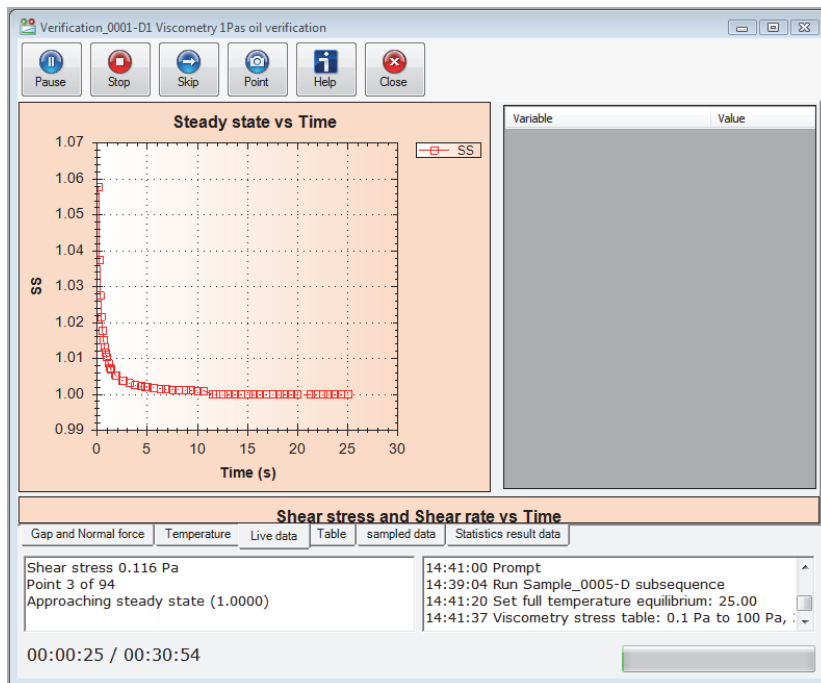 Verification_0001-D1 Viscometry 1Pas oil verification
Pause Stop Skip Point Help Close
Steady state vs Time
SS
1.07
1.06
1.05
1.04
1.03
1.02
1.01
1.00
0.99
SS
0 5 10 15 20 25 30
Time (s)
Variable Value
Shear stress and Shear rate vs Time
Gap and Normal force Temperature Live data Table sampled data Statistics result data
Shear stress 0.116 Pa
Point 3 of 94
Approaching steady state (1.0000)
14:41:00 Prompt
14:39:04 Run Sample_0005-D subsequence
14:41:20 Set full temperature equilibrium: 25.00
14:41:37 Viscometry stress table: 0.1 Pa to 100 Pa,
00:00:25 / 00:30:54